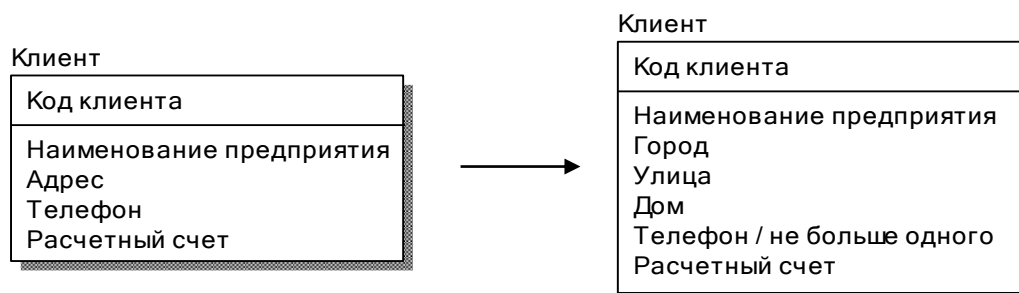 Клиент
Код клиента
Наименование предприятия
Адрес
Телефон
Расчетный счет
Клиент
Код клиента
Наименование предприятия
Город
Улица
Дом
Телефон / не больше одного
Расчетный счет